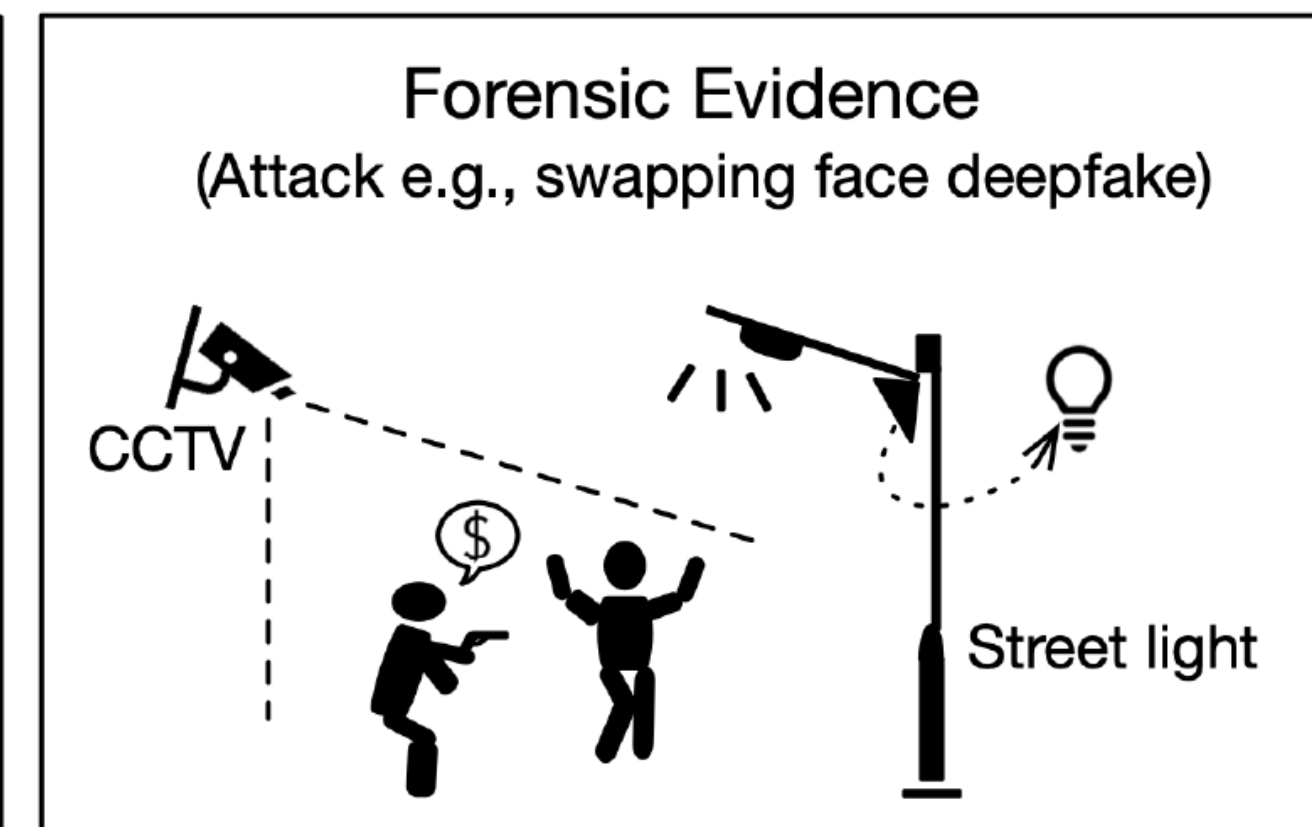 Forensic Evidence
(Attack e.g., swapping face deepfake)
CCTV
$
Street light